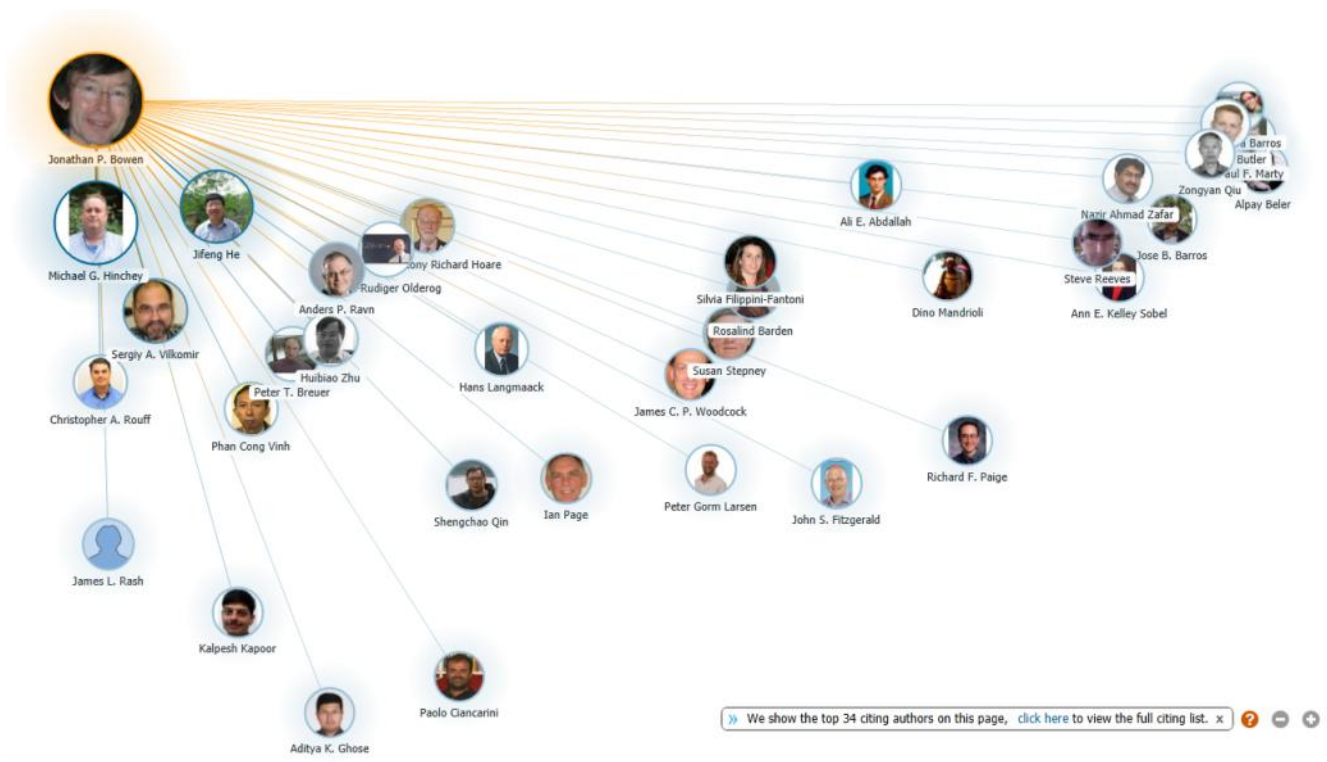 Jonathan P. Bowen
a Barros
Butler
aul F. Marty
Zongyan Qiu
Alpay Beler
Nazir Ahmad Zafar
Ali E. Abdallah
Jose B. Barros
Steve Reeves
Ann E. Kelley Sobel
Dino Mandrioli
Michael G. Hinchey
Jifeng He
ony Richard Hoare
Rudiger Olderog
Anders P. Ravn
Silvia Filippini-Fantoni
Rosalind Barden
Susan Stepney
James C. P. Woodcock
Sergiy A. Vilkomir
Huibiao Zhu
Peter T. Breuer
Hans Langmaack
Christopher A. Rouff
Phan Cong Vinh
Richard F. Paige
Shengchao Qin
Ian Page
Peter Gorm Larsen
John S. Fitzgerald
James L. Rash
Kalpesh Kapoor
Paolo Ciancarini
Aditya K. Ghose
» We show the top 34 citing authors on this page, click here to view the full citing list. x
?